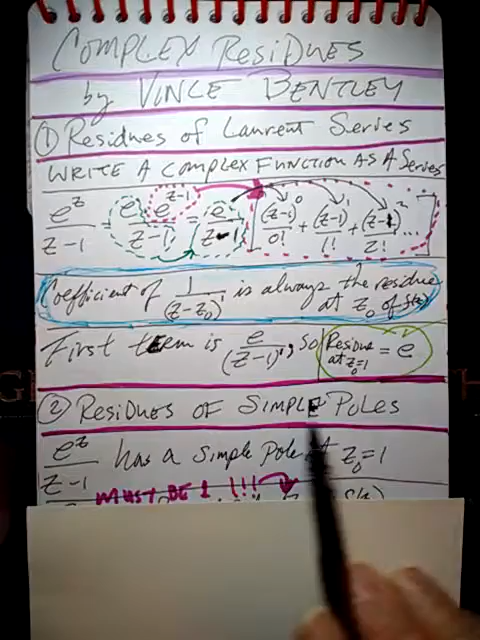 COMPLEX RESIDUES
by VINCE BENTLEY
① Residues of Laurent Series
WRITE A COMPLEX FUNCTION AS A Series
e^z/(z-1) = e e^(z-1)/(z-1) = e/(z-1) [(z-1)^0/0! + (z-1)^1/1! + (z-1)^2/2! ...]
Coefficient of 1/(z-z₀)^1 is always the residue at z₀ of f(z)
First term is e/(z-1)^1, so Residue at z₀=1 = e
② RESIDUES OF SIMPLE POLES
e^z/(z-1) has a simple Pole at z₀=1
MUST BE 1 !!!